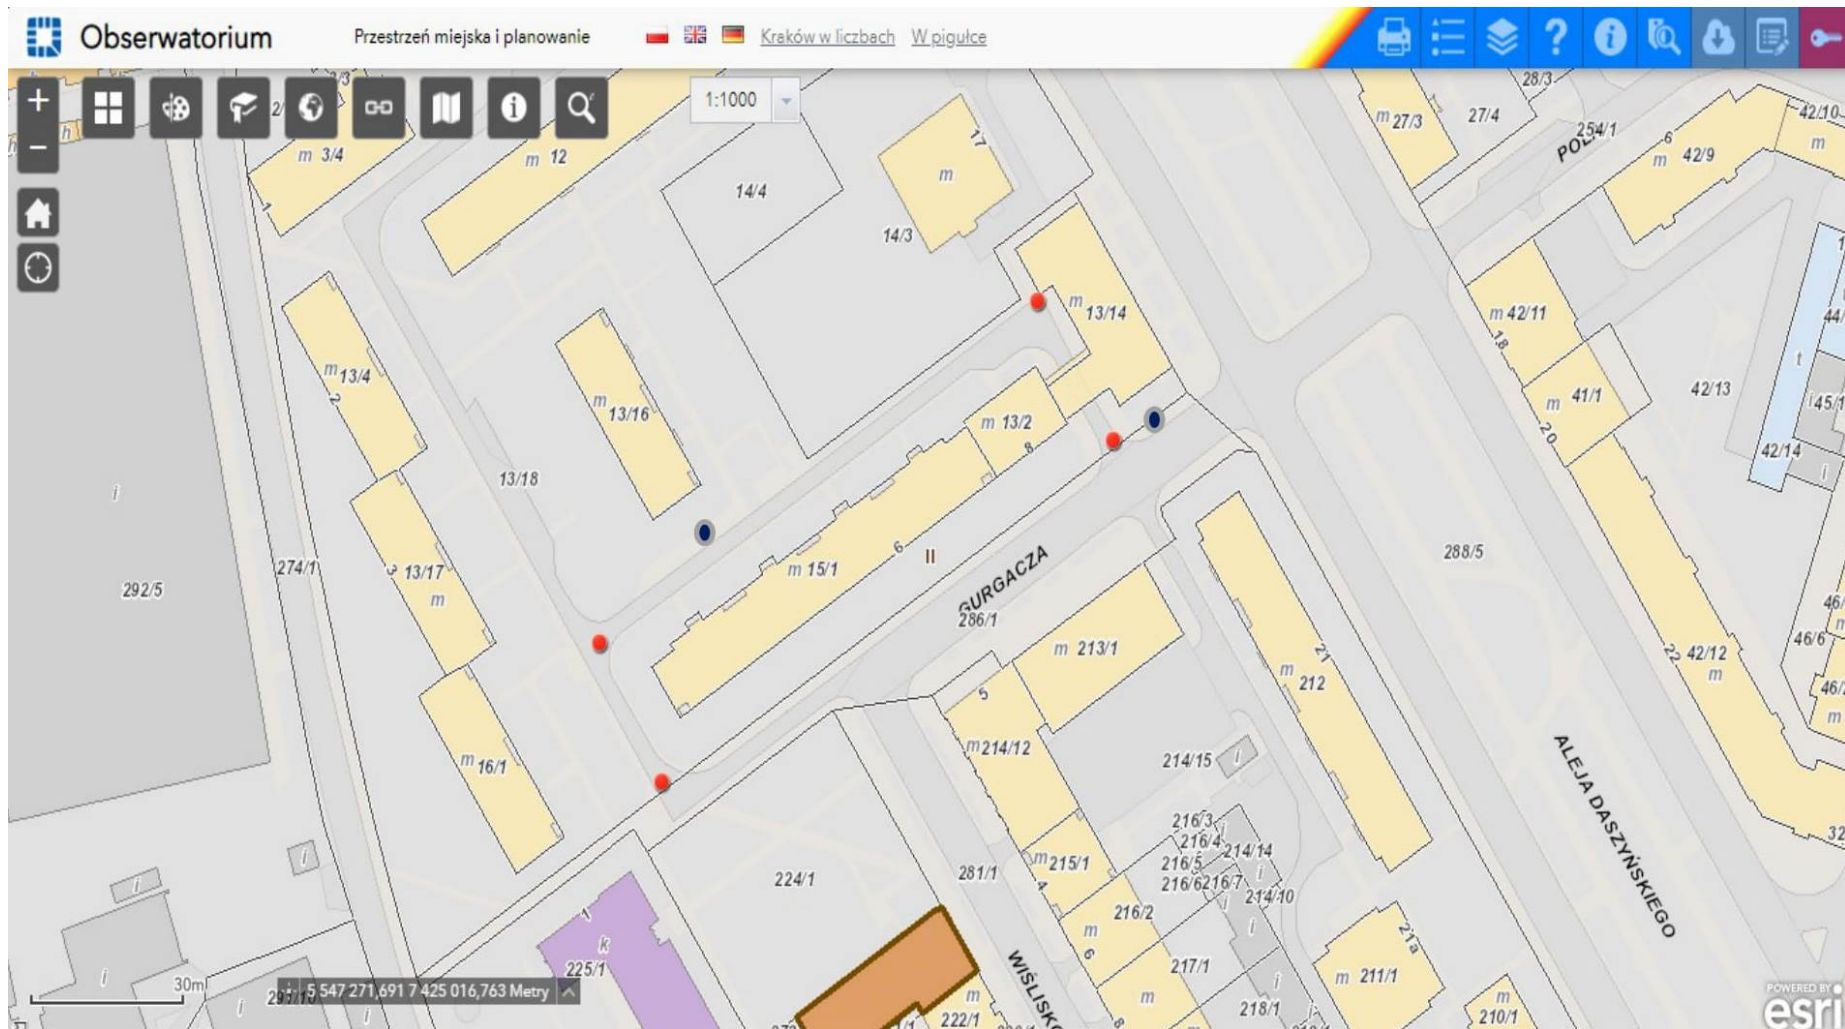 Obserwatorium
Przestrzeń miejska i planowanie
Kraków w liczbach W pigułce
+
−
1:1000
h
m 3/4
1
m 12
14/4
17
m
14/3
m 27/3
27/4
28/3
254/1
6
m 42/9
42/10
m
m
13/14
m 42/11
18
m 41/1
20
42/13
t
42/14
i
m 13/4
2
m
13/16
m 13/2
8
13/18
i
292/5
274/1
3 13/17
m
m 15/1
6
II
GURGACZA
286/1
288/5
m 213/1
21
m
212
22 42/12
m
46/6
m
m 16/1
5
m 214/12
214/15
i
ALEJA DASZYŃSKIEGO
216/3
216/4
216/5
216/6 216/7
214/14
214/10
i
224/1
281/1
m 215/1
4
216/2
m
6
217/1
m
8
218/1
21a
m 211/1
m
210/1
1
k
225/1
WIŚLISKO
m
222/1
i
i
i
30m
5 547 271,691 7 425 016,763 Metry
POWERED BY
esri